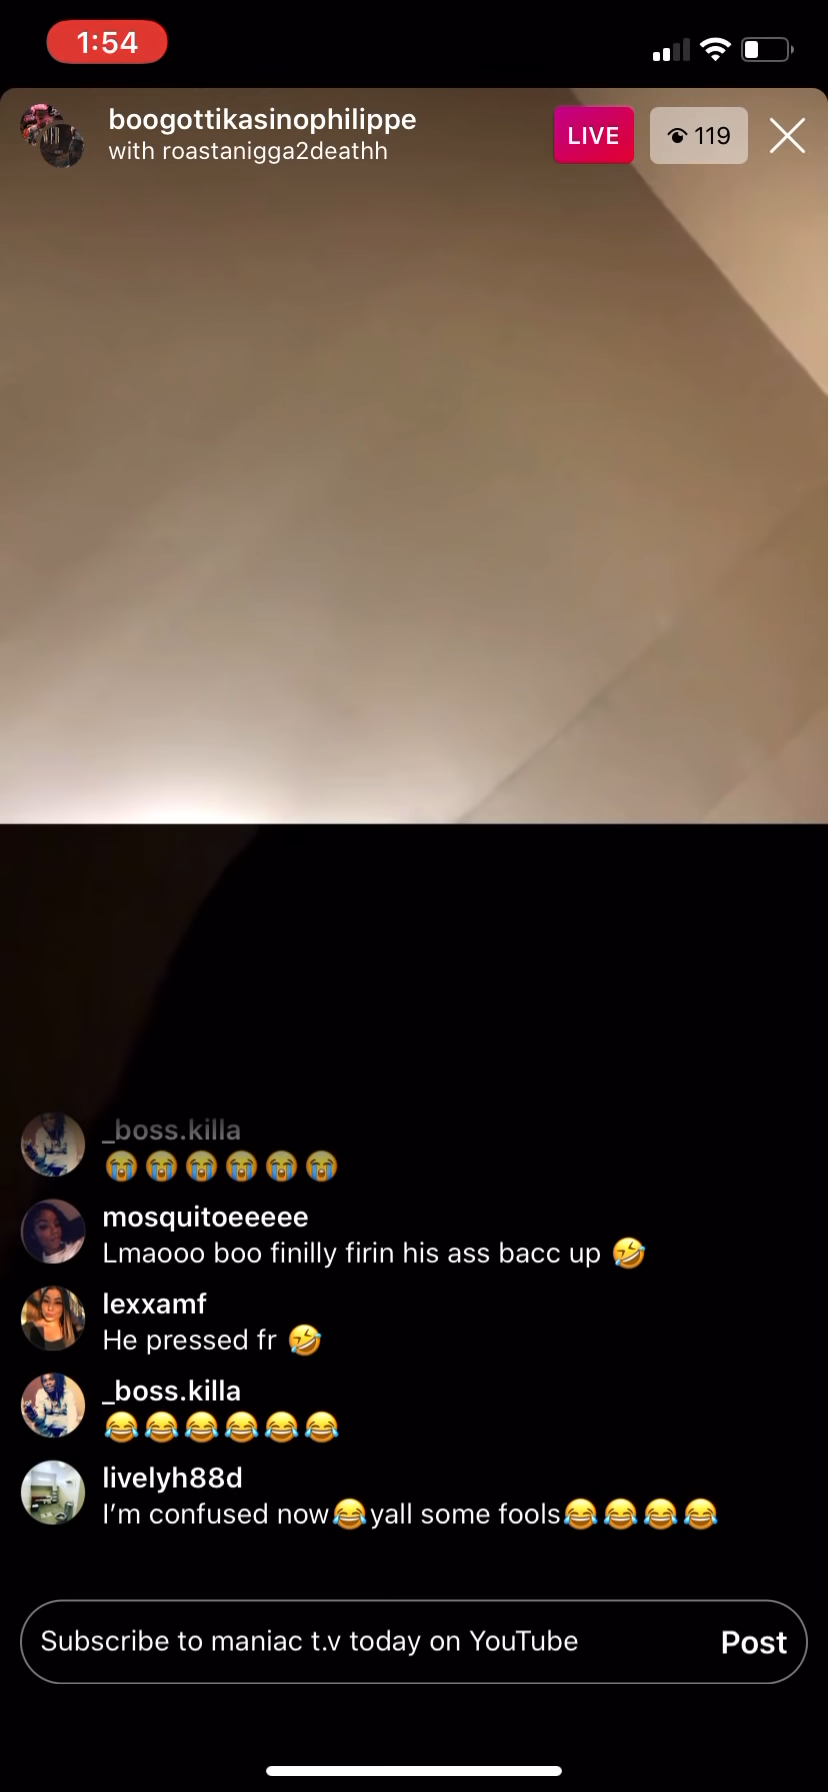 1:54
boogottikasinophilippe
with roastanigga2deathh
LIVE
119
_boss.killa
😭😭😭😭😭😭
mosquitoeeeee
Lmaooo boo finilly firin his ass bacc up 🤣
lexxamf
He pressed fr 🤣
_boss.killa
😂😂😂😂😂😂
livelyh88d
I’m confused now😂yall some fools😂😂😂😂
Subscribe to maniac t.v today on YouTube
Post